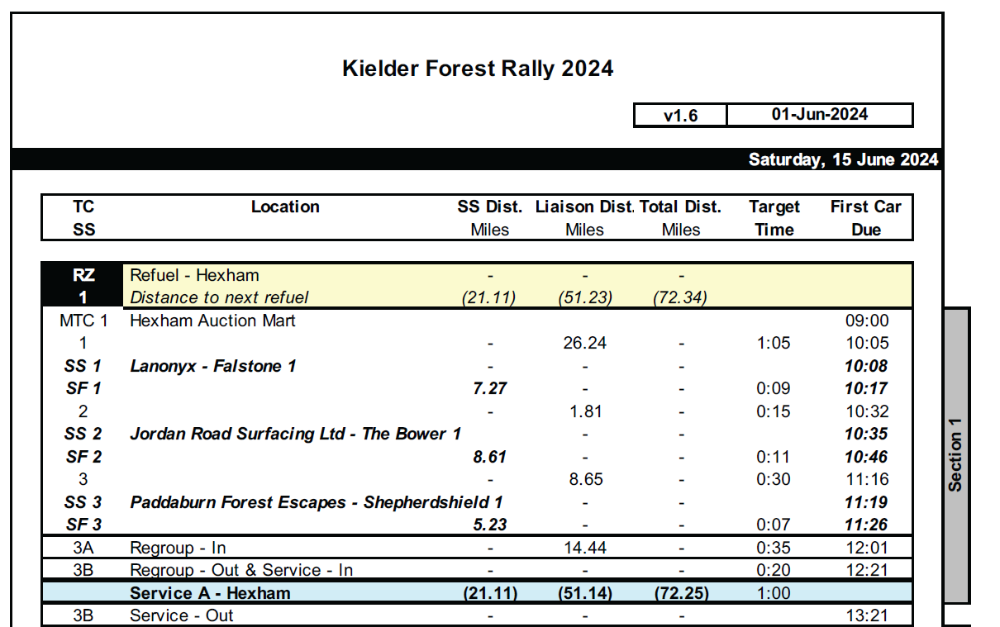 Kielder Forest Rally 2024
v1.6 01-Jun-2024
Saturday, 15 June 2024
TC Location SS Dist. Liaison Dist. Total Dist. Target First Car
SS Miles Miles Miles Time Due
RZ Refuel - Hexham - - -
1 Distance to next refuel (21.11) (51.23) (72.34)
MTC 1 Hexham Auction Mart 09:00
1 - 26.24 - 1:05 10:05
SS 1 Lanonyx - Falstone 1 - - - 10:08
SF 1 7.27 - - 0:09 10:17
2 - 1.81 - 0:15 10:32
SS 2 Jordan Road Surfacing Ltd - The Bower 1 - - 10:35
SF 2 8.61 - - 0:11 10:46
3 - 8.65 - 0:30 11:16
SS 3 Paddaburn Forest Escapes - Shepherdshield 1 - - 11:19
SF 3 5.23 - - 0:07 11:26
3A Regroup - In - 14.44 - 0:35 12:01
3B Regroup - Out & Service - In - - - 0:20 12:21
Service A - Hexham (21.11) (51.14) (72.25) 1:00
3B Service - Out - - - 13:21
Section 1